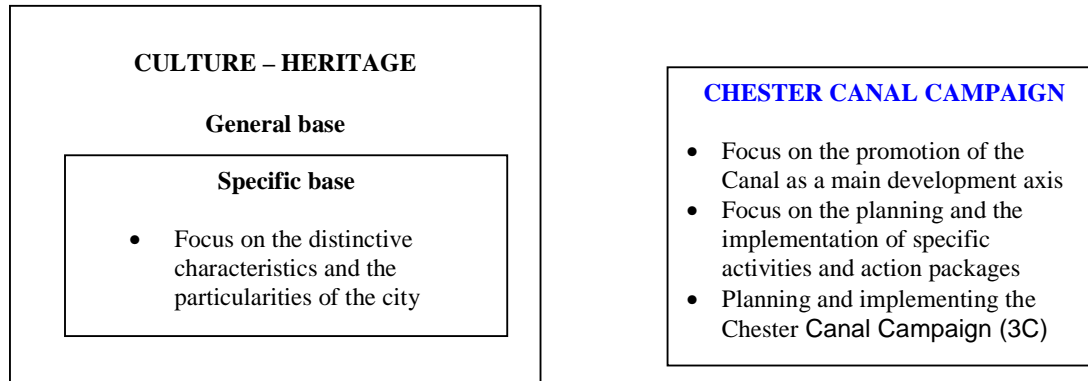 CULTURE – HERITAGE
General base
Specific base
• Focus on the distinctive
characteristics and the
particularities of the city
CHESTER CANAL CAMPAIGN
• Focus on the promotion of the
Canal as a main development axis
• Focus on the planning and the
implementation of specific
activities and action packages
• Planning and implementing the
Chester Canal Campaign (3C)